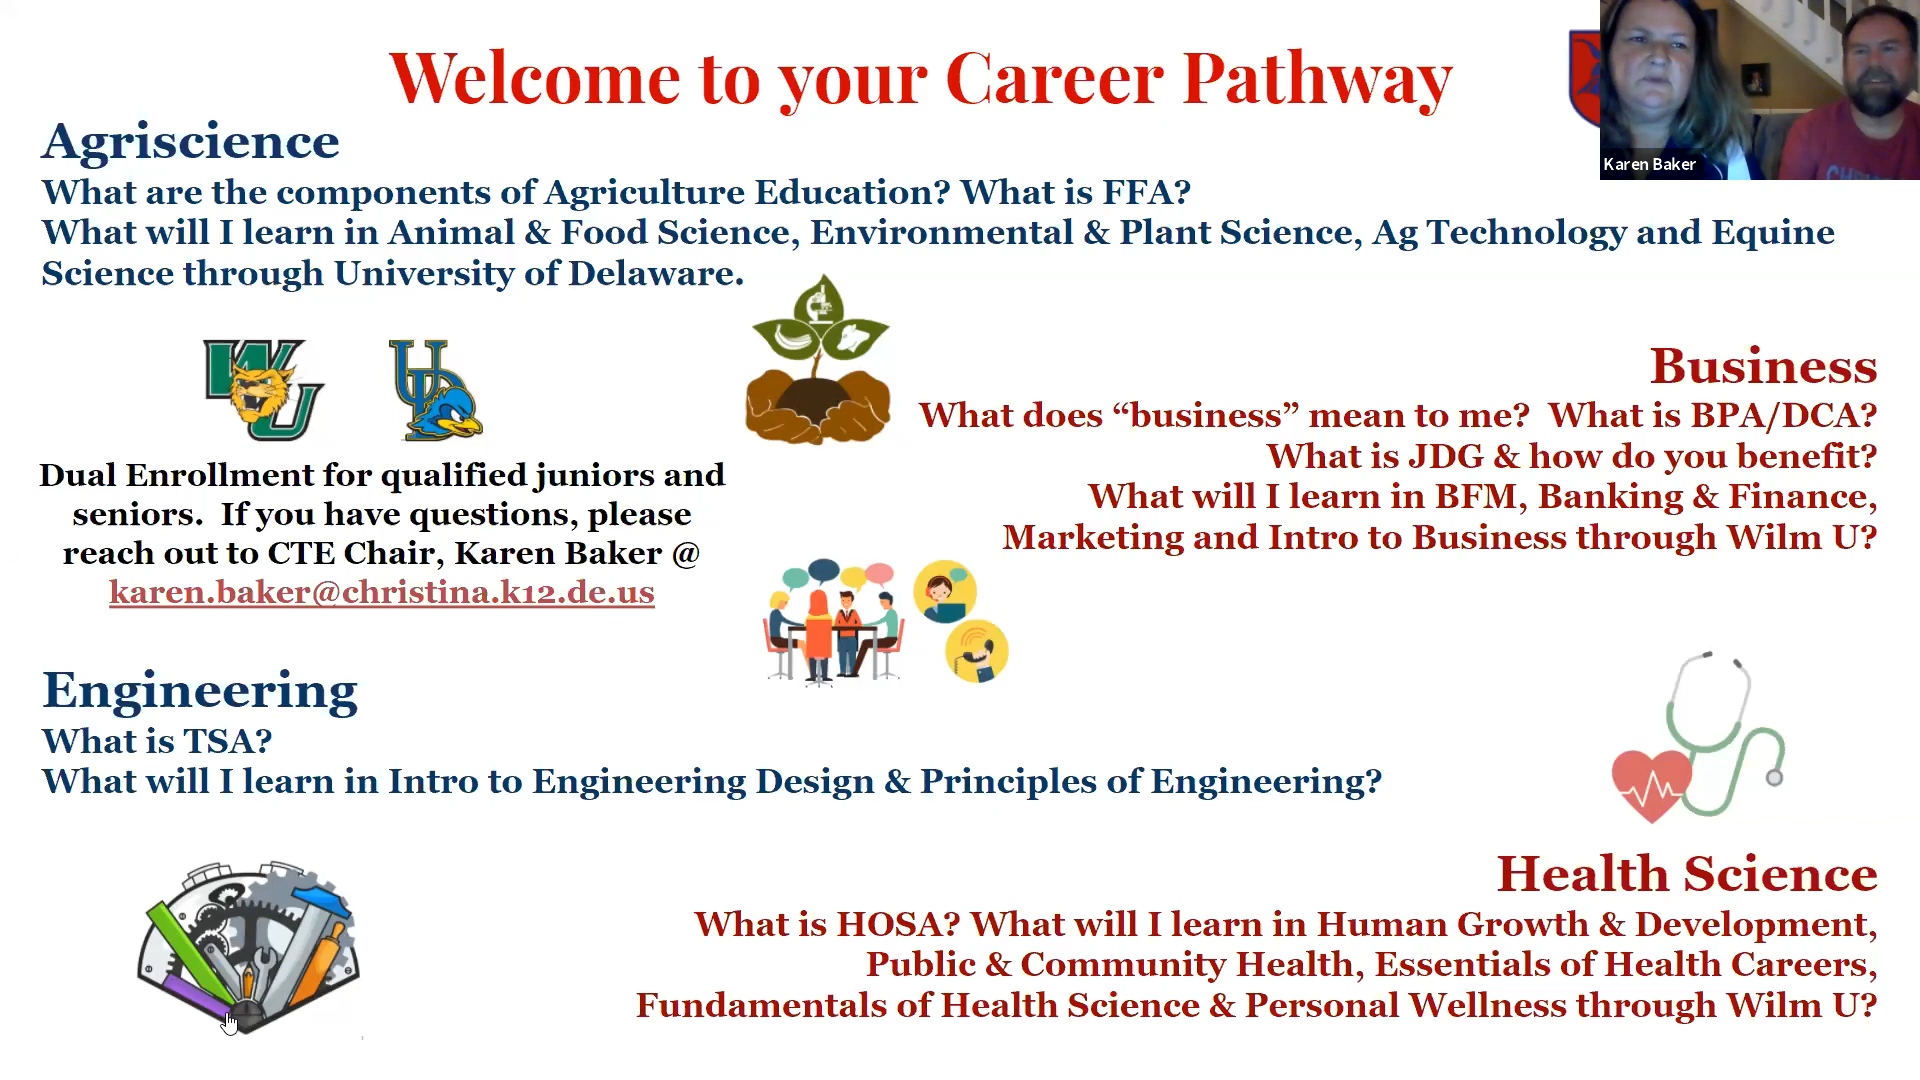 Welcome to your Career Pathway
Karen Baker
Agriscience
What are the components of Agriculture Education? What is FFA?
What will I learn in Animal & Food Science, Environmental & Plant Science, Ag Technology and Equine
Science through University of Delaware.
WU
UD
Dual Enrollment for qualified juniors and
seniors.  If you have questions, please
reach out to CTE Chair, Karen Baker @
karen.baker@christina.k12.de.us
Business
What does “business” mean to me?  What is BPA/DCA?
What is JDG & how do you benefit?
What will I learn in BFM, Banking & Finance,
Marketing and Intro to Business through Wilm U?
Engineering
What is TSA?
What will I learn in Intro to Engineering Design & Principles of Engineering?
Health Science
What is HOSA? What will I learn in Human Growth & Development,
Public & Community Health, Essentials of Health Careers,
Fundamentals of Health Science & Personal Wellness through Wilm U?